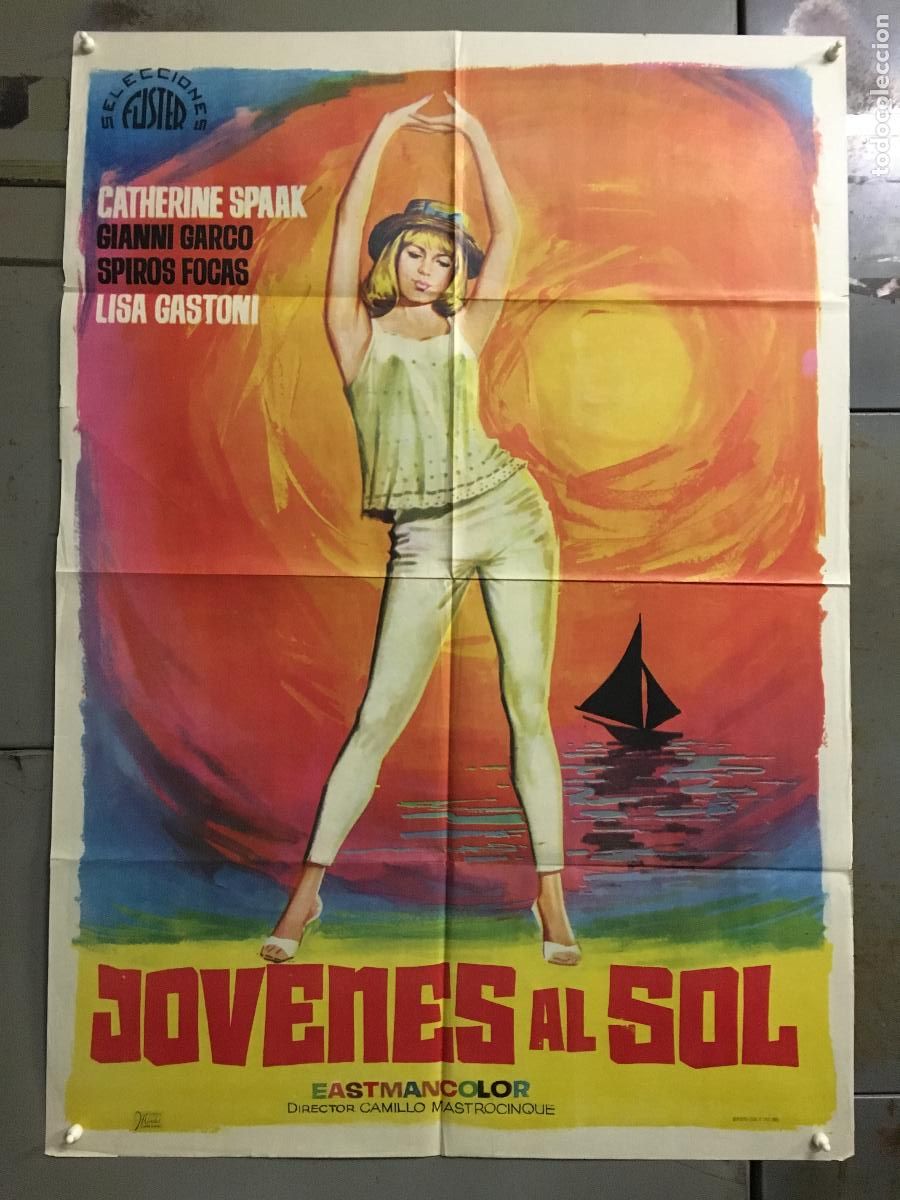 SELECCIONES
FUSTER
CATHERINE SPAAK
GIANNI GARCO
SPIROS FOCAS
LISA GASTONI
JOVENES AL SOL
EASTMANCOLOR
DIRECTOR CAMILLO MASTROCINQUE
todocoleccion